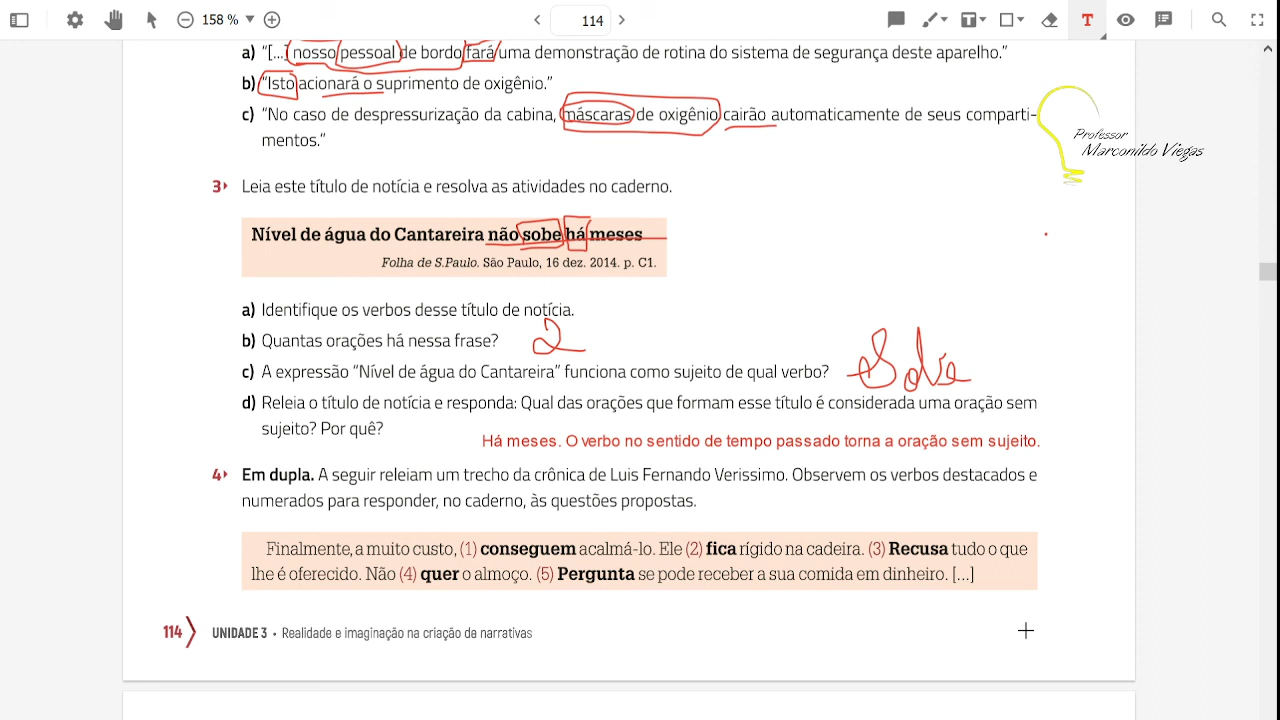 158 %
114
a) “[...] nosso pessoal de bordo fará uma demonstração de rotina do sistema de segurança deste aparelho.”
b) “Isto acionará o suprimento de oxigênio.”
c) “No caso de despressurização da cabina, máscaras de oxigênio cairão automaticamente de seus comparti-
mentos.”
Professor
Marconildo Viegas
3 Leia este título de notícia e resolva as atividades no caderno.
Nível de água do Cantareira não sobe há meses
Folha de S.Paulo. São Paulo, 16 dez. 2014. p. C1.
a) Identifique os verbos desse título de notícia.
b) Quantas orações há nessa frase? 2
c) A expressão “Nível de água do Cantareira” funciona como sujeito de qual verbo? Sobe
d) Releia o título de notícia e responda: Qual das orações que formam esse título é considerada uma oração sem
sujeito? Por quê?
Há meses. O verbo no sentido de tempo passado torna a oração sem sujeito.
4 Em dupla. A seguir releiam um trecho da crônica de Luis Fernando Verissimo. Observem os verbos destacados e
numerados para responder, no caderno, às questões propostas.
Finalmente, a muito custo, (1) conseguem acalmá-lo. Ele (2) fica rígido na cadeira. (3) Recusa tudo o que
lhe é oferecido. Não (4) quer o almoço. (5) Pergunta se pode receber a sua comida em dinheiro. [...]
114 UNIDADE 3 • Realidade e imaginação na criação de narrativas